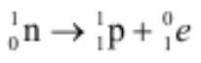 ¹₀n → ¹₁p + ⁰₁e